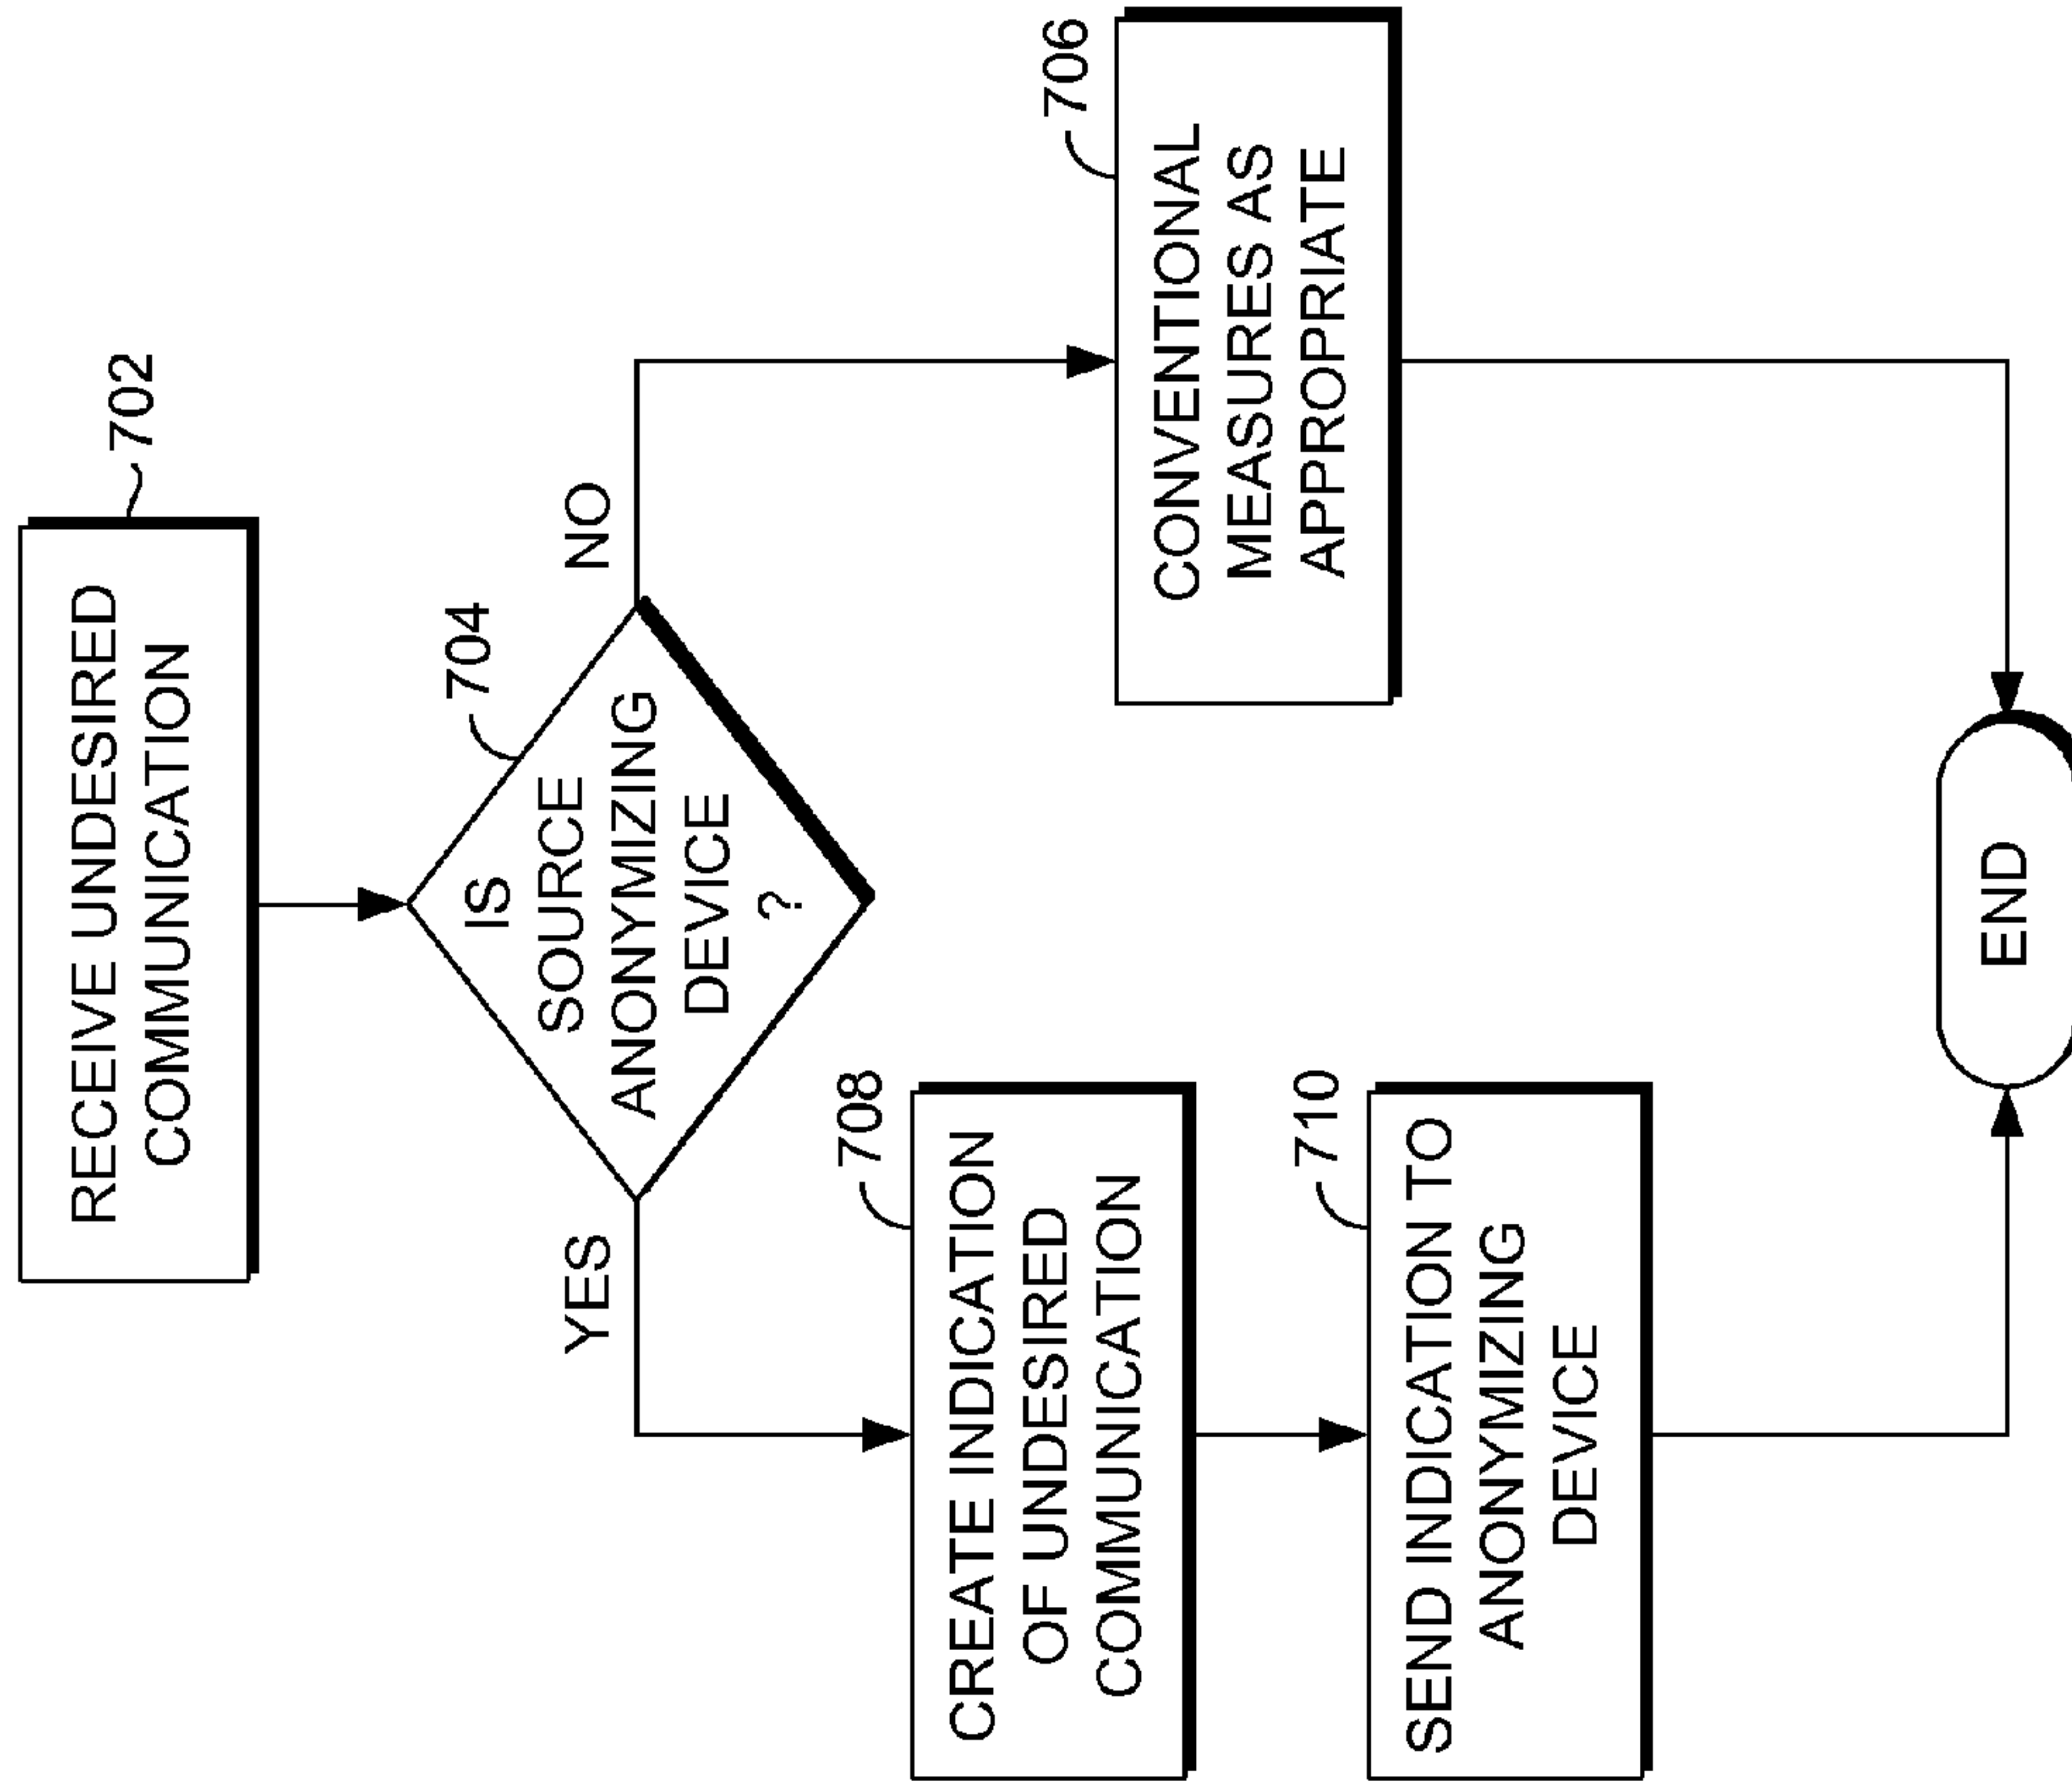 RECEIVE UNDESIRED
COMMUNICATION
702
IS
SOURCE
ANONYMIZING
DEVICE
?
704
YES
NO
CREATE INDICATION
OF UNDESIRED
COMMUNICATION
708
CONVENTIONAL
MEASURES AS
APPROPRIATE
706
SEND INDICATION TO
ANONYMIZING
DEVICE
710
END